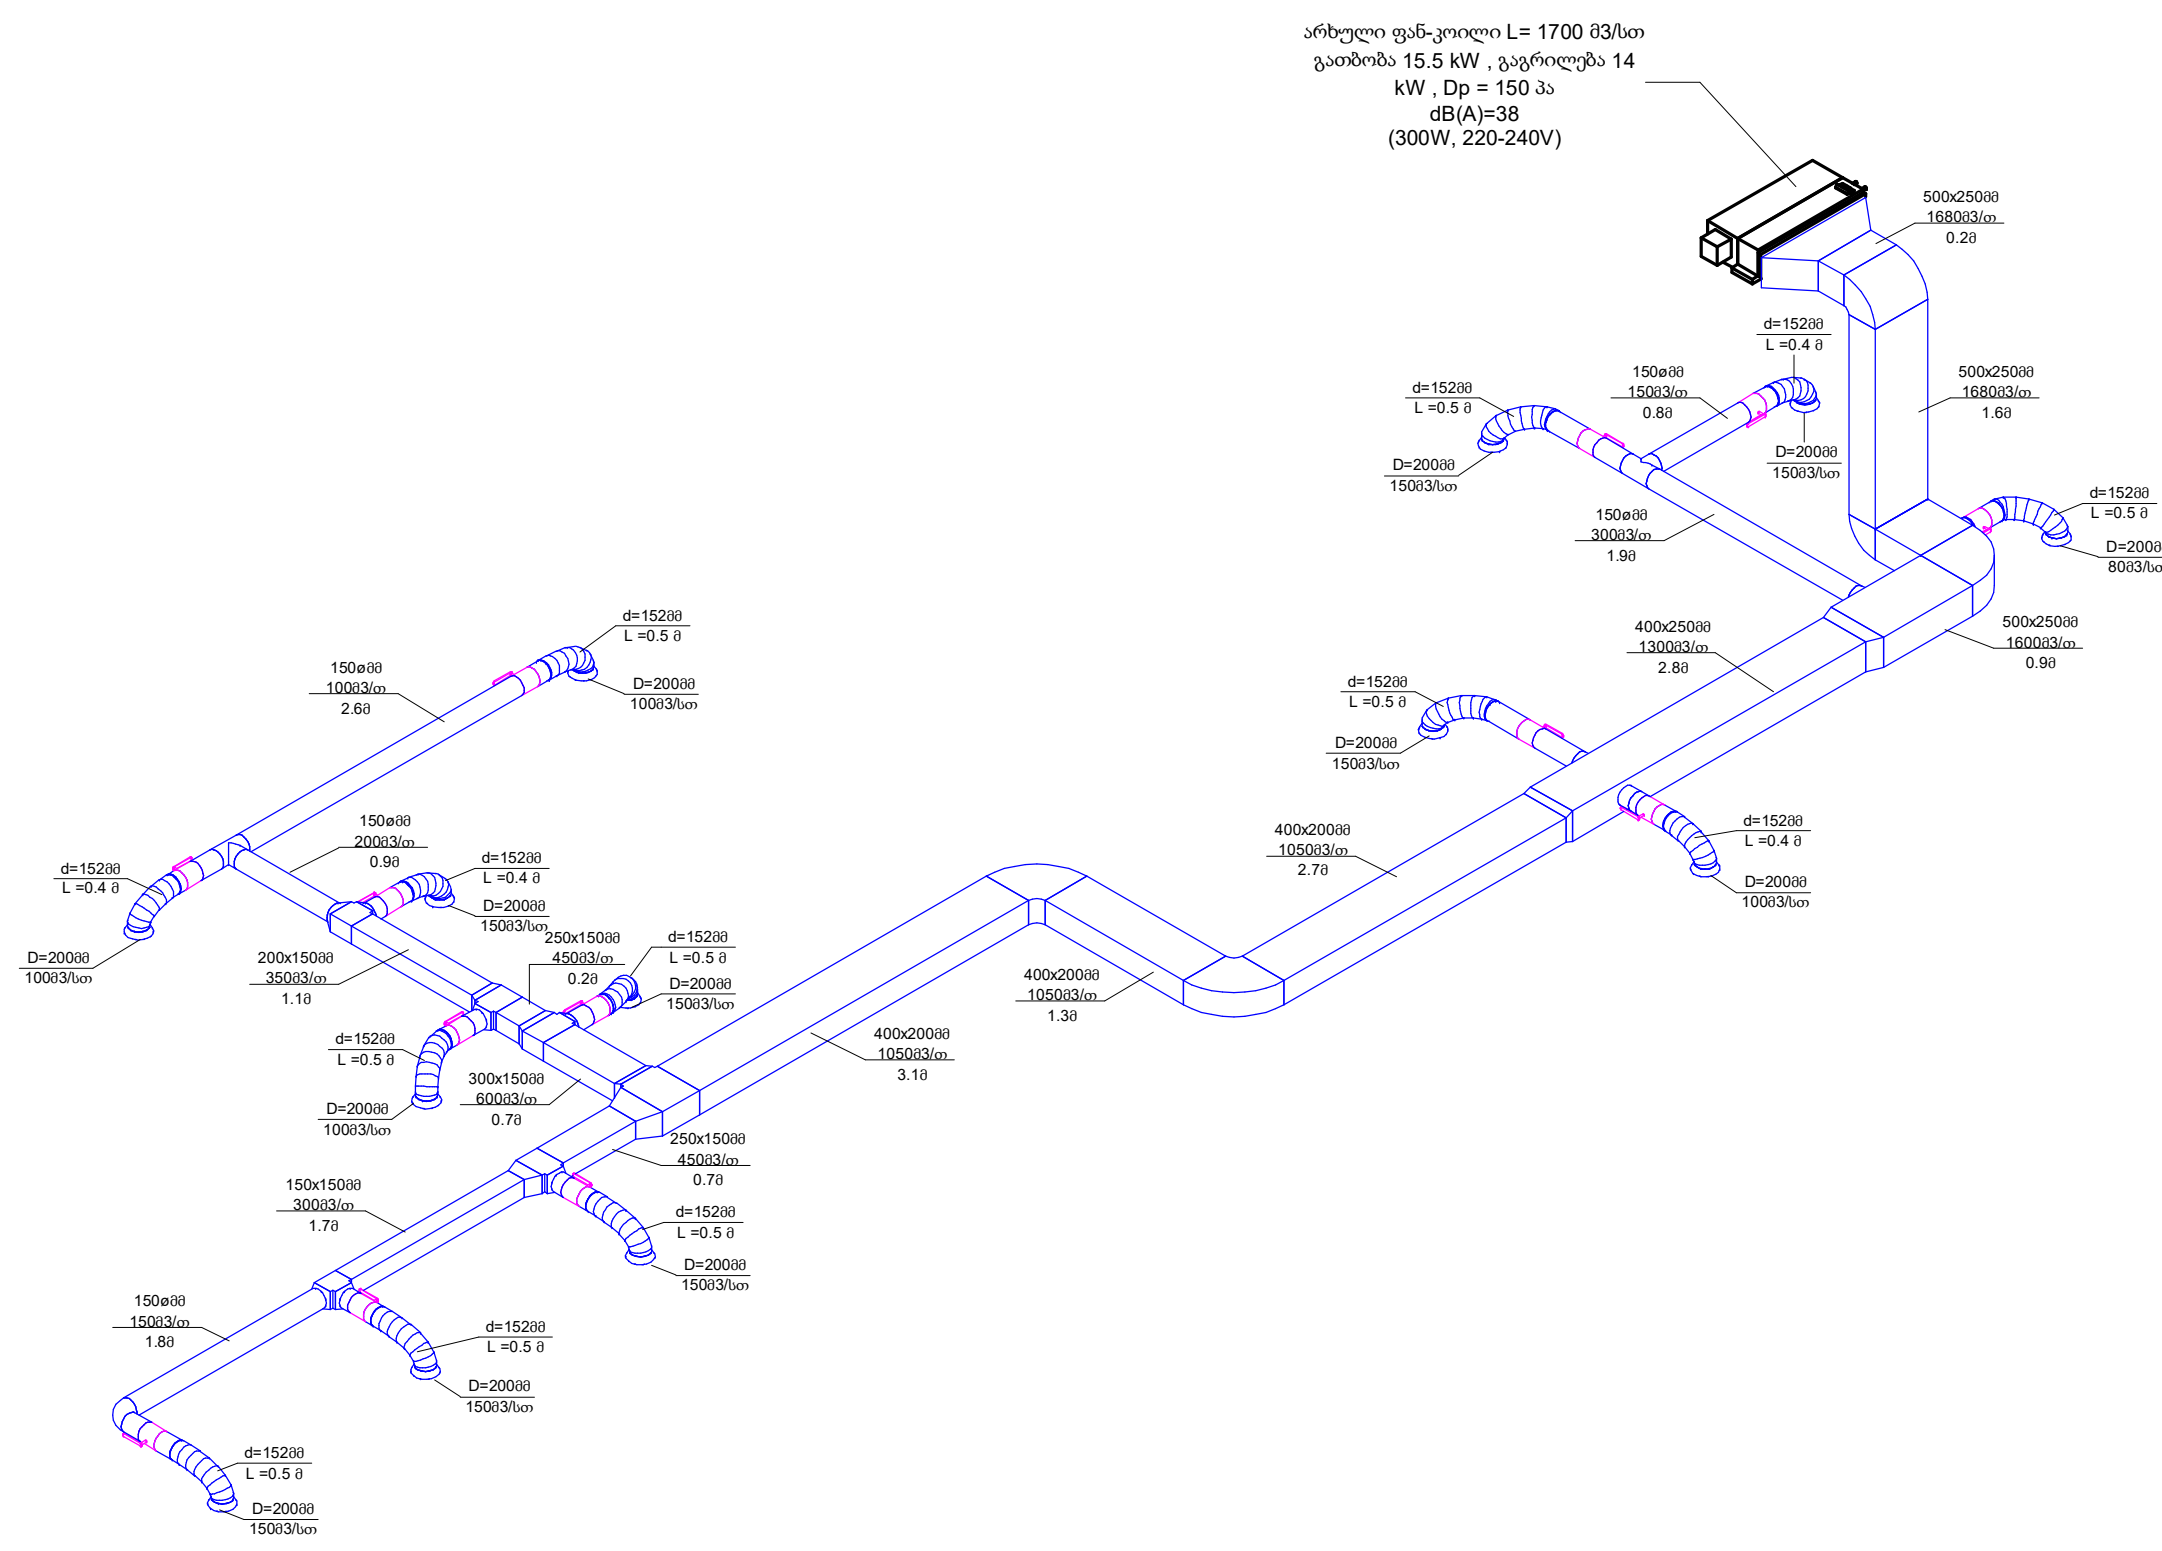 არხული ფან-კოილი L= 1700 მ3/სთ
გათბობა 15.5 kW , გაგრილება 14
kW , Dp = 150 პა
dB(A)=38
(300W, 220-240V)
500x250მმ
1680მ3/თ
0.2მ
d=152მმ
L =0.4 მ
150øმმ
150მ3/თ
0.8მ
500x250მმ
1680მ3/თ
1.6მ
d=152მმ
L =0.5 მ
D=200მმ
150მ3/სთ
D=200მმ
150მ3/სთ
d=152მმ
L =0.5 მ
150øმმ
300მ3/თ
1.9მ
D=200მ
80მ3/სთ
d=152მმ
L =0.5 მ
400x250მმ
1300მ3/თ
2.8მ
500x250მმ
1600მ3/თ
0.9მ
150øმმ
100მ3/თ
2.6მ
D=200მმ
100მ3/სთ
d=152მმ
L =0.5 მ
D=200მმ
150მ3/სთ
150øმმ
200მ3/თ
0.9მ
d=152მმ
L =0.4 მ
400x200მმ
1050მ3/თ
2.7მ
d=152მმ
L =0.4 მ
d=152მმ
L =0.4 მ
D=200მმ
100მ3/სთ
D=200მმ
150მ3/სთ
250x150მმ
450მ3/თ
0.2მ
d=152მმ
L =0.5 მ
D=200მმ
100მ3/სთ
200x150მმ
350მ3/თ
1.1მ
D=200მმ
150მ3/სთ
400x200მმ
1050მ3/თ
1.3მ
d=152მმ
L =0.5 მ
400x200მმ
1050მ3/თ
3.1მ
300x150მმ
600მ3/თ
0.7მ
D=200მმ
100მ3/სთ
250x150მმ
450მ3/თ
0.7მ
150x150მმ
300მ3/თ
1.7მ
d=152მმ
L =0.5 მ
D=200მმ
150მ3/სთ
150øმმ
150მ3/თ
1.8მ
d=152მმ
L =0.5 მ
D=200მმ
150მ3/სთ
d=152მმ
L =0.5 მ
D=200მმ
150მ3/სთ